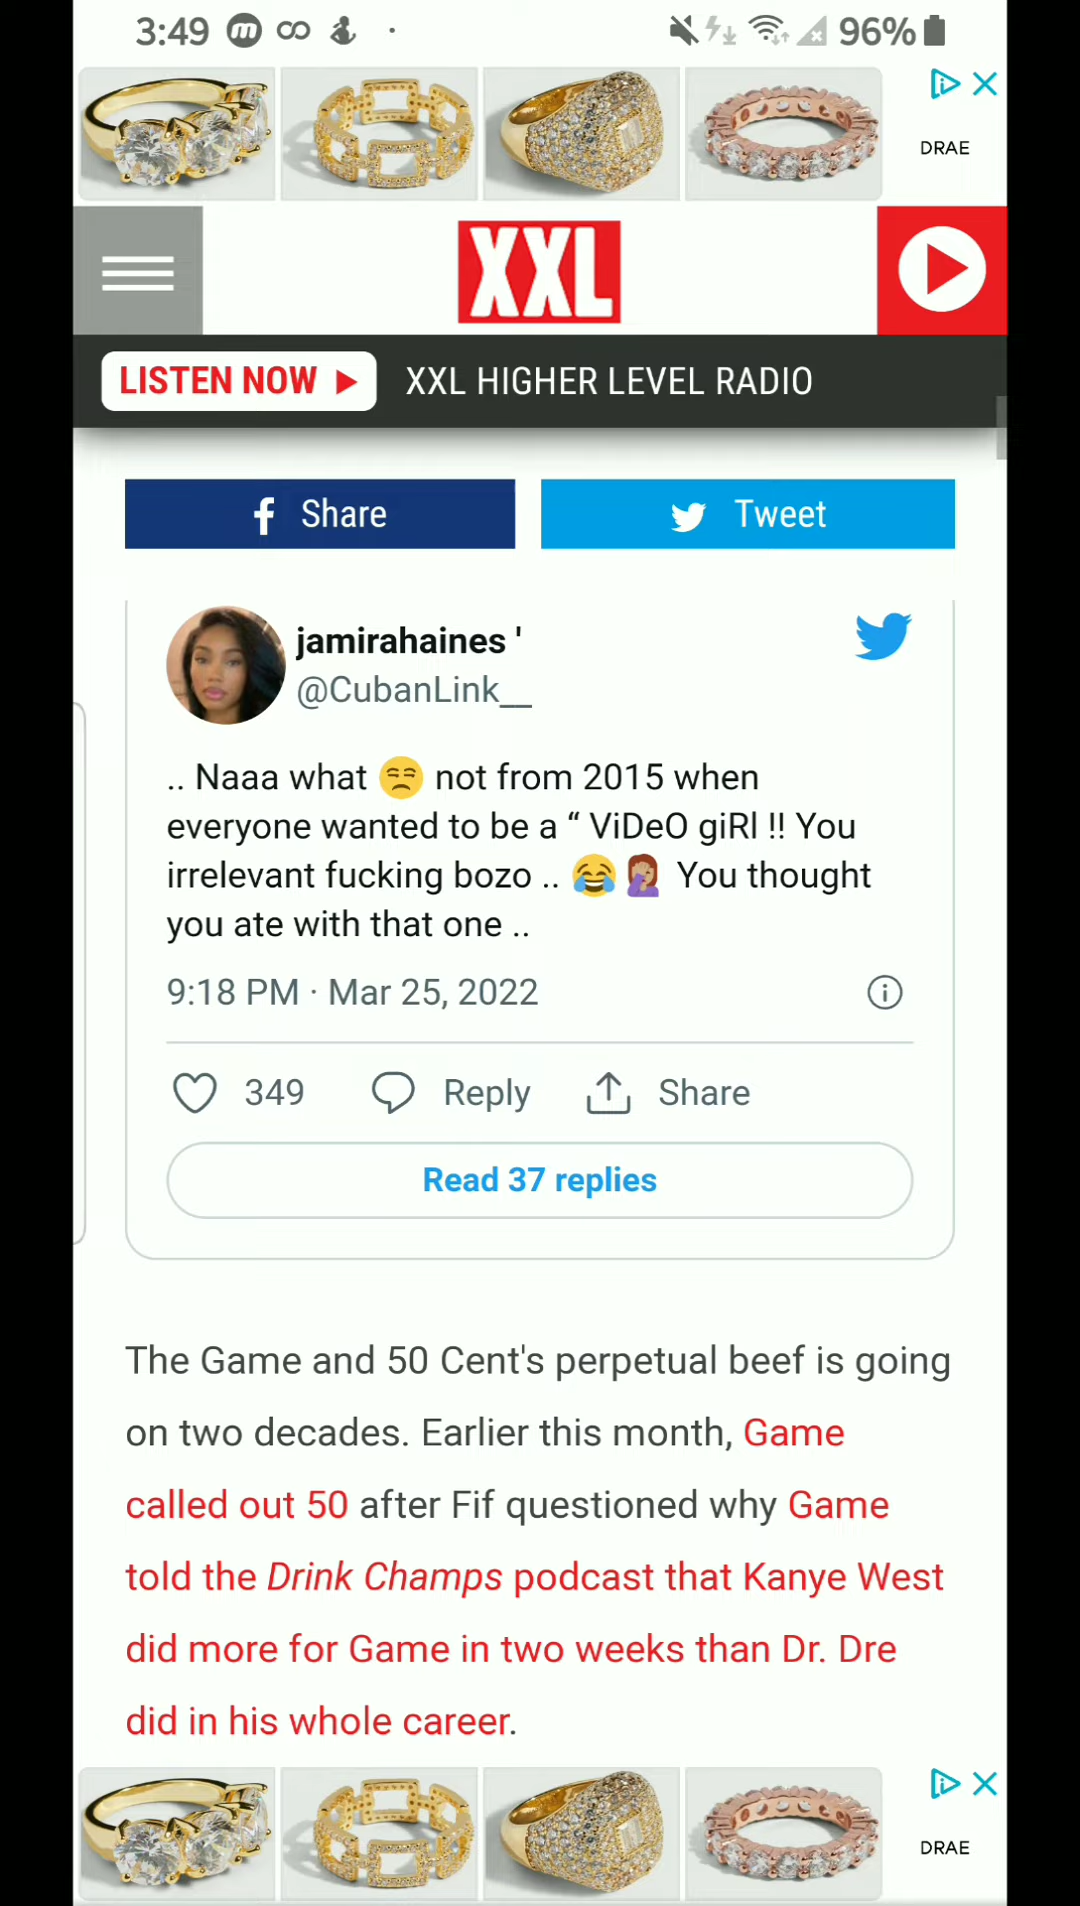 3:49
96%
DRAE
XXL
LISTEN NOW
XXL HIGHER LEVEL RADIO
Share
Tweet
jamirahaines '
@CubanLink__
.. Naaa what 😒 not from 2015 when
everyone wanted to be a “ ViDeO giRl !! You
irrelevant fucking bozo .. 😂🤦🏽‍♀️ You thought
you ate with that one ..
9:18 PM · Mar 25, 2022
349
Reply
Share
Read 37 replies
The Game and 50 Cent's perpetual beef is going
on two decades. Earlier this month, Game
called out 50 after Fif questioned why Game
told the Drink Champs podcast that Kanye West
did more for Game in two weeks than Dr. Dre
did in his whole career.
DRAE